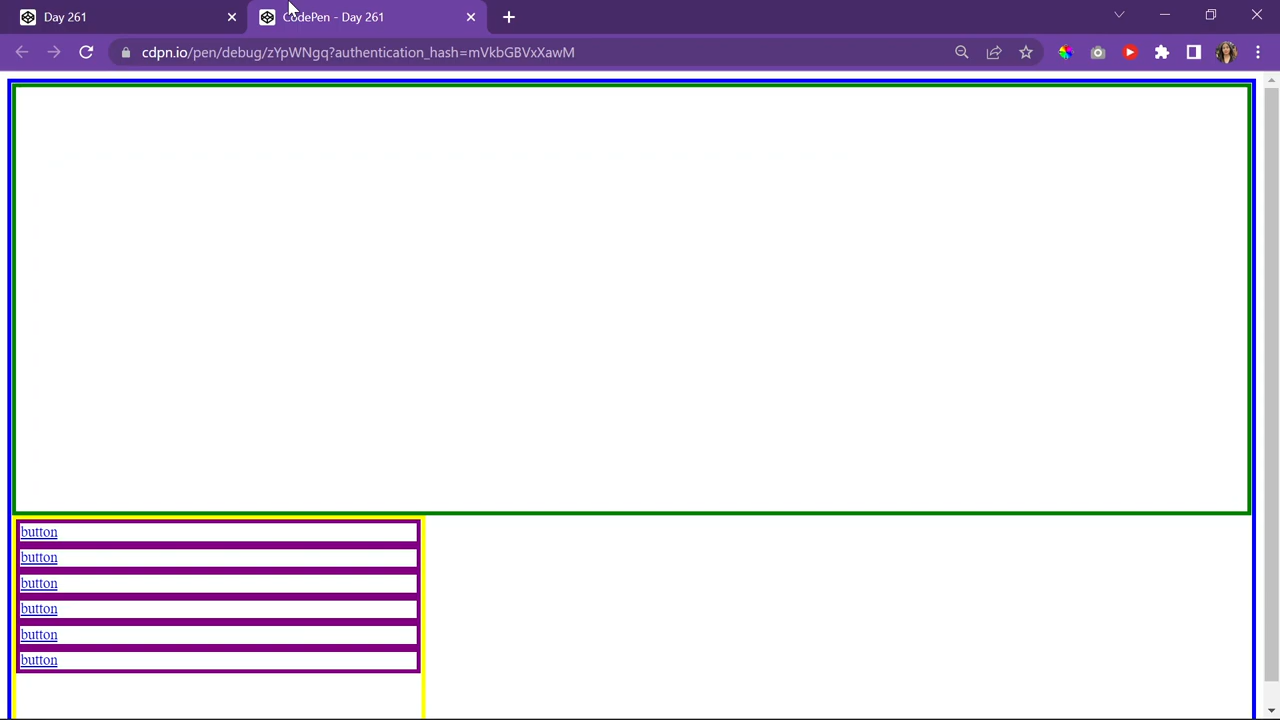 Day 261
CodePen - Day 261
cdpn.io/pen/debug/zYpWNgq?authentication_hash=mVkbGBVxXawM
button
button
button
button
button
button